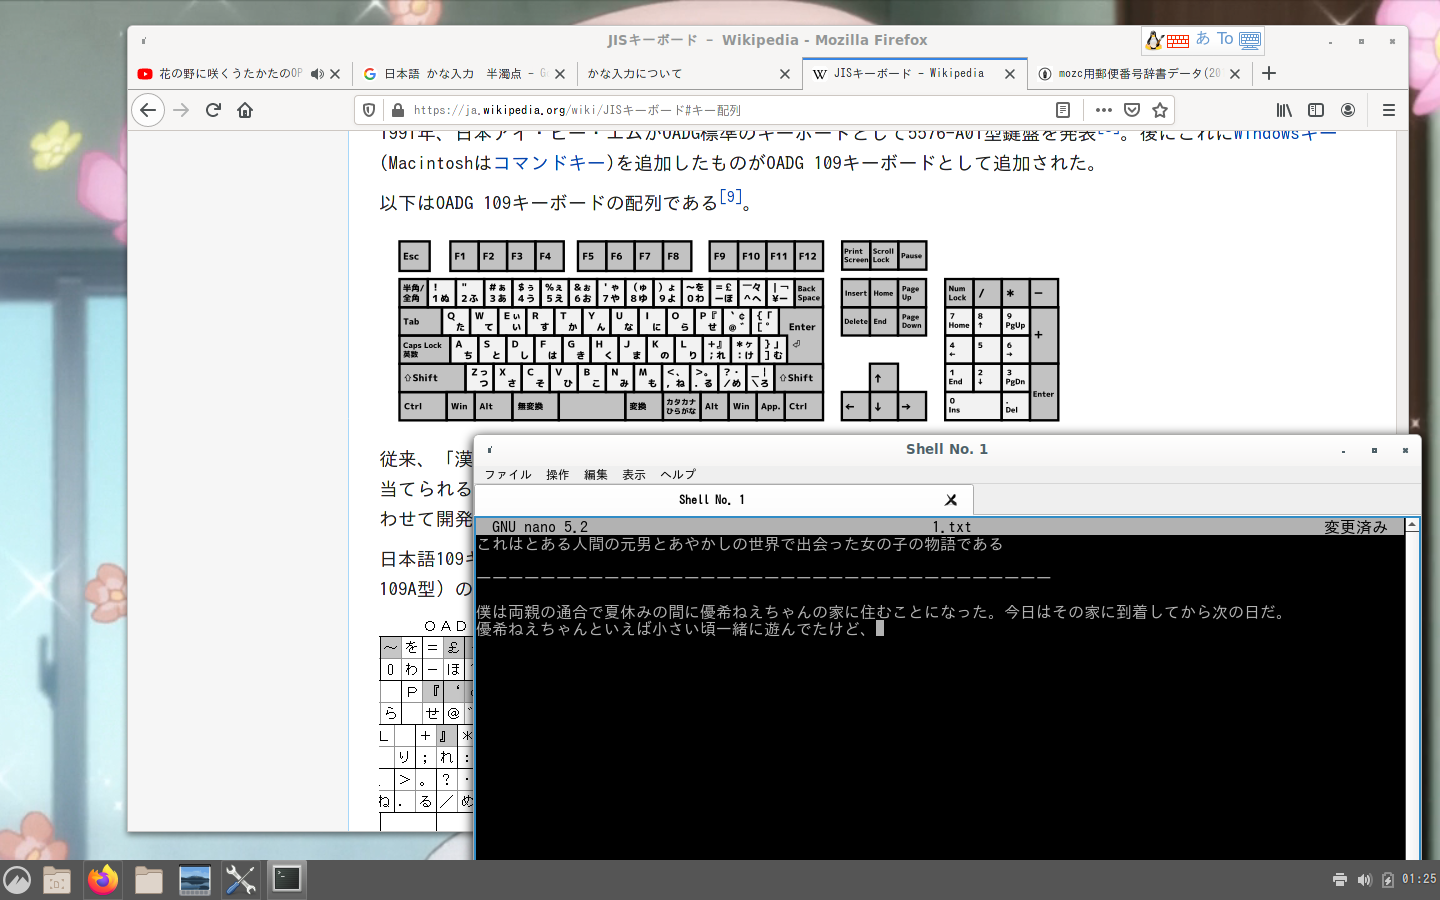 JISキーボード － Wikipedia - Mozilla Firefox
あ To
花の野に咲くうたかたのOP
日本語 かな入力　半濁点 - G
かな入力について
JISキーボード - Wikipedia
mozc用郵便番号辞書データ(20
https://ja.wikipedia.org/wiki/JISキーボード#キー配列
1991年、日本アイ・ビー・エムがOADG標準のキーボードとして5576-A01型鍵盤を発表 。後にこれにWindowsキー
(Macintoshはコマンドキー)を追加したものがOADG 109キーボードとして追加された。
以下はOADG 109キーボードの配列である[9]。
Esc F1 F2 F3 F4 F5 F6 F7 F8 F9 F10 F11 F12 Print Screen Scroll Lock Pause
半角/全角 ! 1ぬ " 2ふ #ぁ 3あ $ぅ 4う %ぇ 5え &ぉ 6お 'ゃ 7や (ゅ 8ゆ )ょ 9よ ～を 0わ =£ ーほ ￣々 ^へ |¬ ¥ー Back Space Insert Home Page Up Num Lock / * −
Tab Q た W て Eぃ い R す T か Y ん U な I に O ら P『 せ `¢ @゛ {「 [゜ Enter Delete End Page Down 7 Home 8 ↑ 9 PgUp +
Caps Lock 英数 A ち S と D し F は G き H く J ま K の L り +』 ;れ *ヶ :け }」 ]む 4 ← 5 6 →
⇧Shift Zっ つ X さ C そ V ひ B こ N み M も <、 ,ね >。 .る ?・ /め _| \ろ ⇧Shift ↑ 1 End 2 ↓ 3 PgDn Enter
Ctrl Win Alt 無変換 変換 カタカナ ひらがな Alt Win App. Ctrl ← ↓ → 0 Ins . Del
従来、「漢
当てられる
わせて開発
日本語109キ
109A型）の
ＯＡＤ
～ を = £
0 わ − ほ
P 『 ‘
ら せ @
L + 』 *
り ; れ :
> 。 ? ・
ね . る / め
Shell No. 1
ファイル 操作 編集 表示 ヘルプ
Shell No. 1
GNU nano 5.2 1.txt 変更済み
これはとある人間の元男とあやかしの世界で出会った女の子の物語である
ーーーーーーーーーーーーーーーーーーーーーーーーーーーーーーーーーーーー
僕は両親の通合で夏休みの間に優希ねえちゃんの家に住むことになった。今日はその家に到着してから次の日だ。
優希ねえちゃんといえば小さい頃一緒に遊んでたけど、
01:25